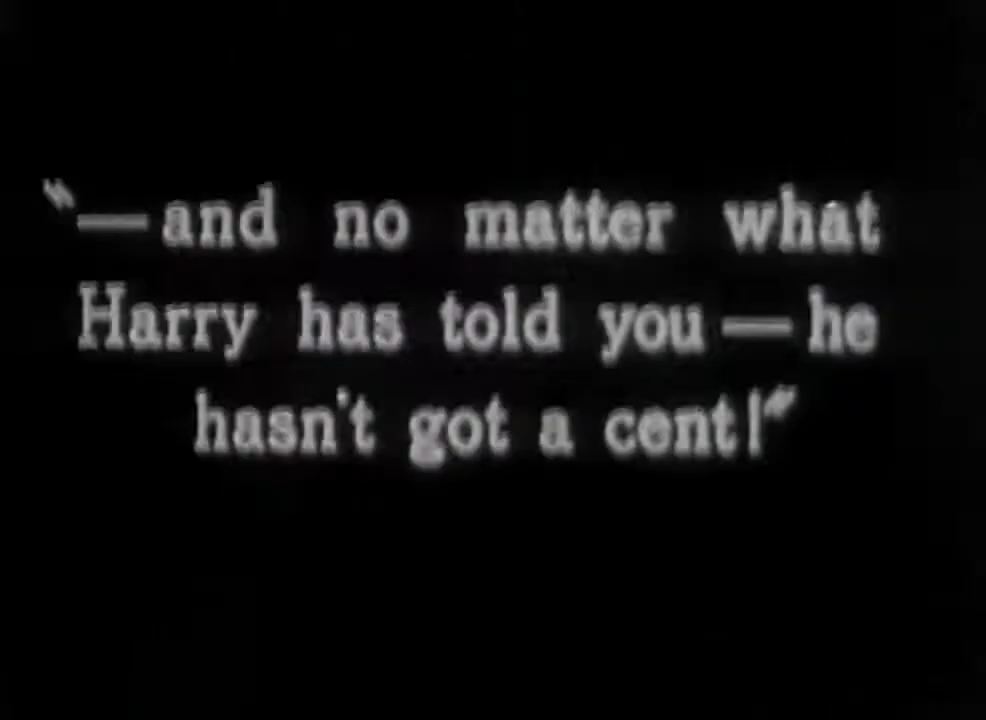 "—and no matter what
Harry has told you—he
hasn't got a cent!"